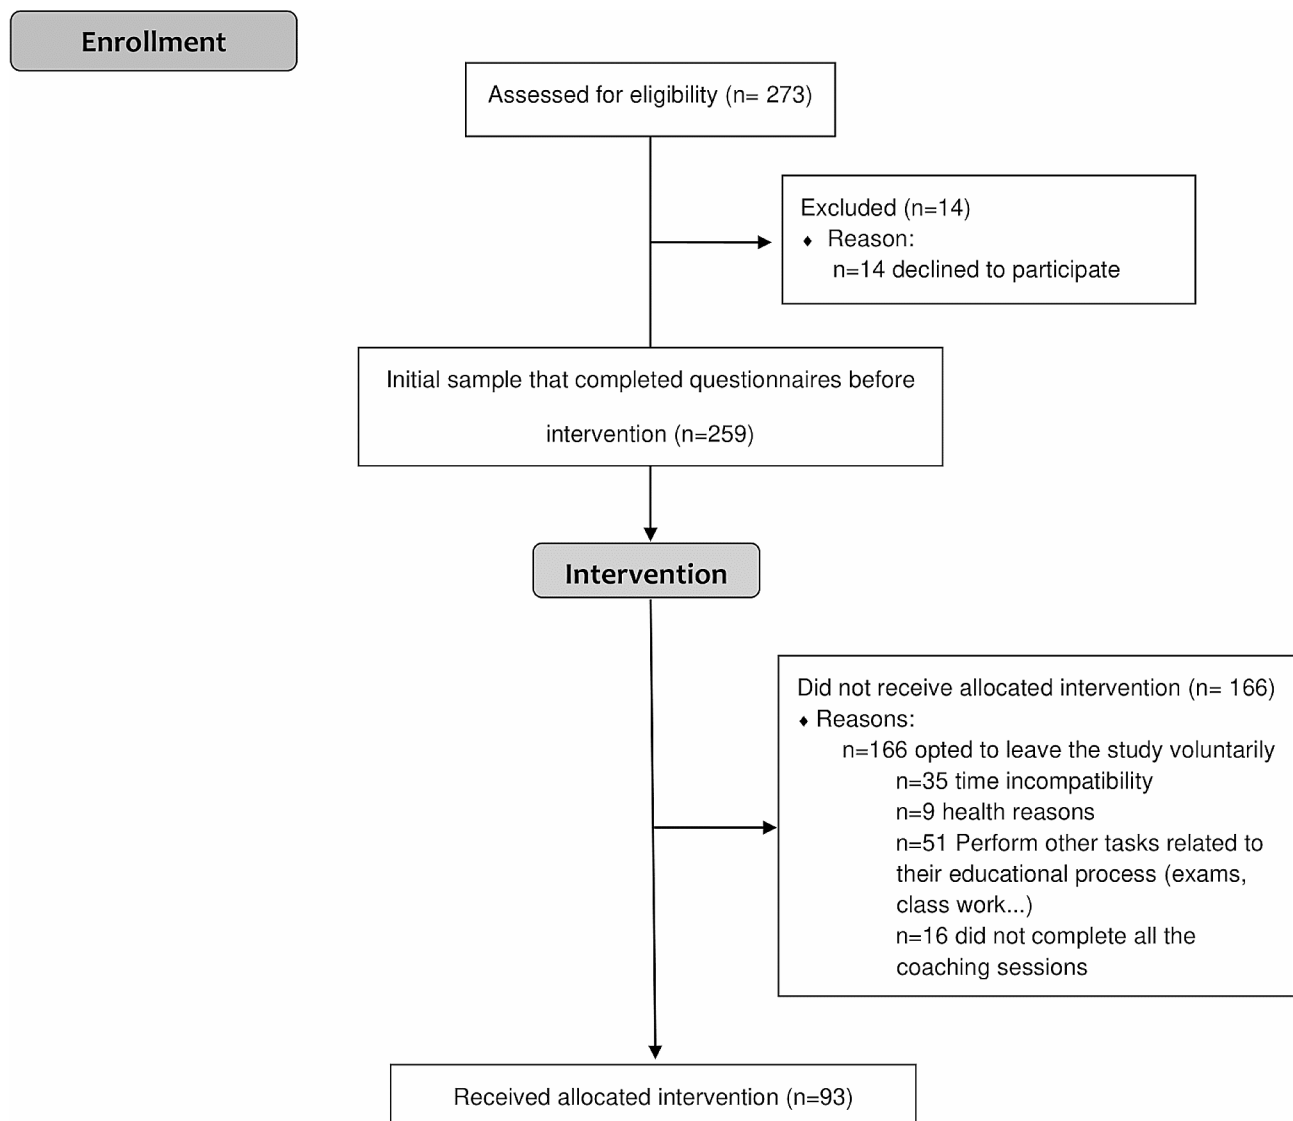 Enrollment
Assessed for eligibility (n= 273)
Excluded (n=14)
♦ Reason:
n=14 declined to participate
Initial sample that completed questionnaires before
intervention (n=259)
Intervention
Did not receive allocated intervention (n= 166)
♦ Reasons:
n=166 opted to leave the study voluntarily
n=35 time incompatibility
n=9 health reasons
n=51 Perform other tasks related to
their educational process (exams,
class work...)
n=16 did not complete all the
coaching sessions
Received allocated intervention (n=93)